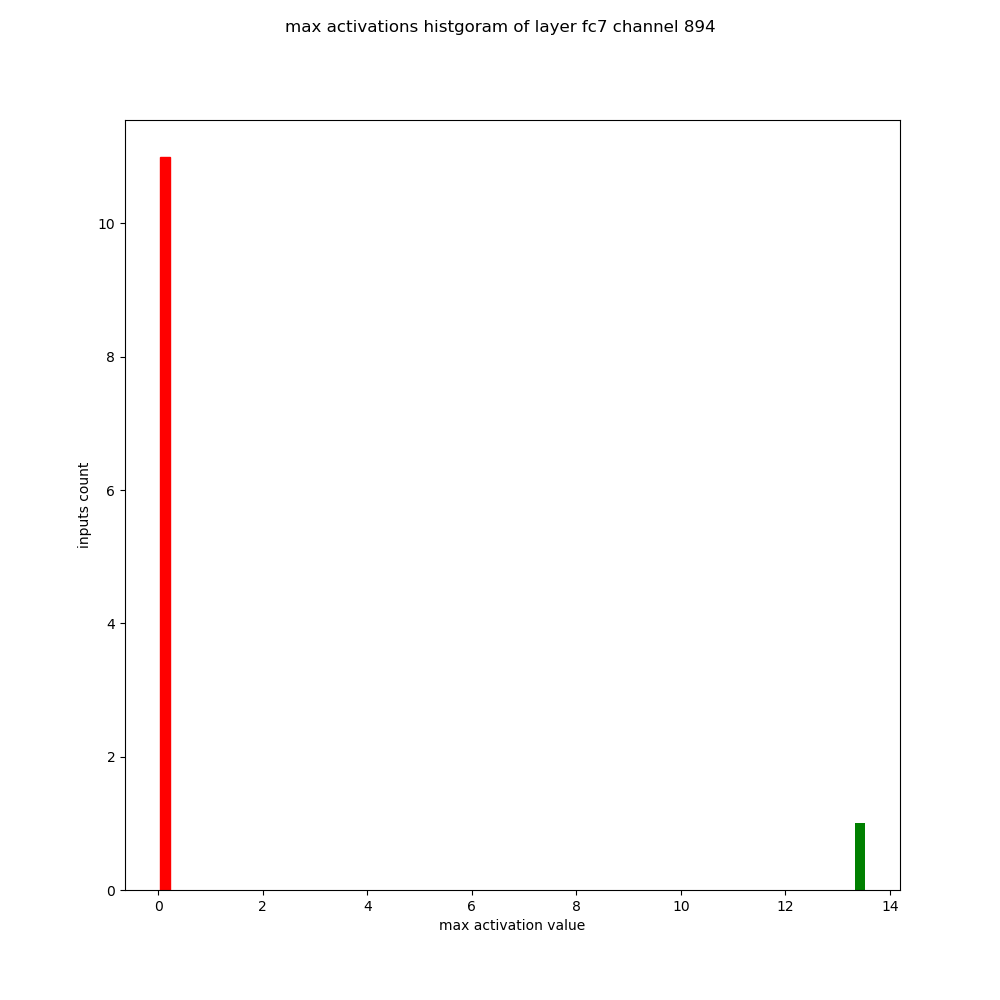 max activations histgoram of layer fc7 channel 894
10
8
6
4
2
0
inputs count
0 2 4 6 8 10 12 14
max activation value